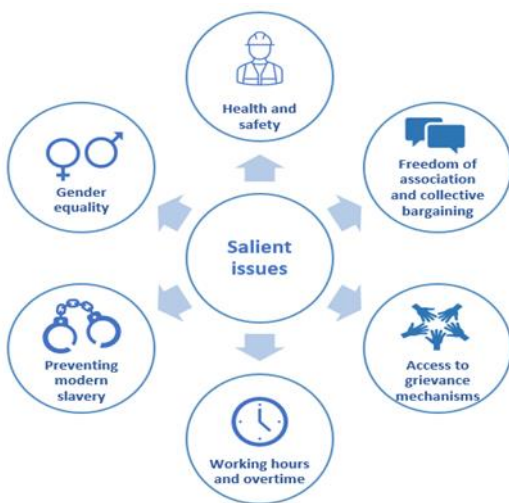 Health and
safety
Freedom of
association
and collective
bargaining
Access to
grievance
mechanisms
Working hours
and overtime
Preventing
modern
slavery
Gender
equality
Salient
issues